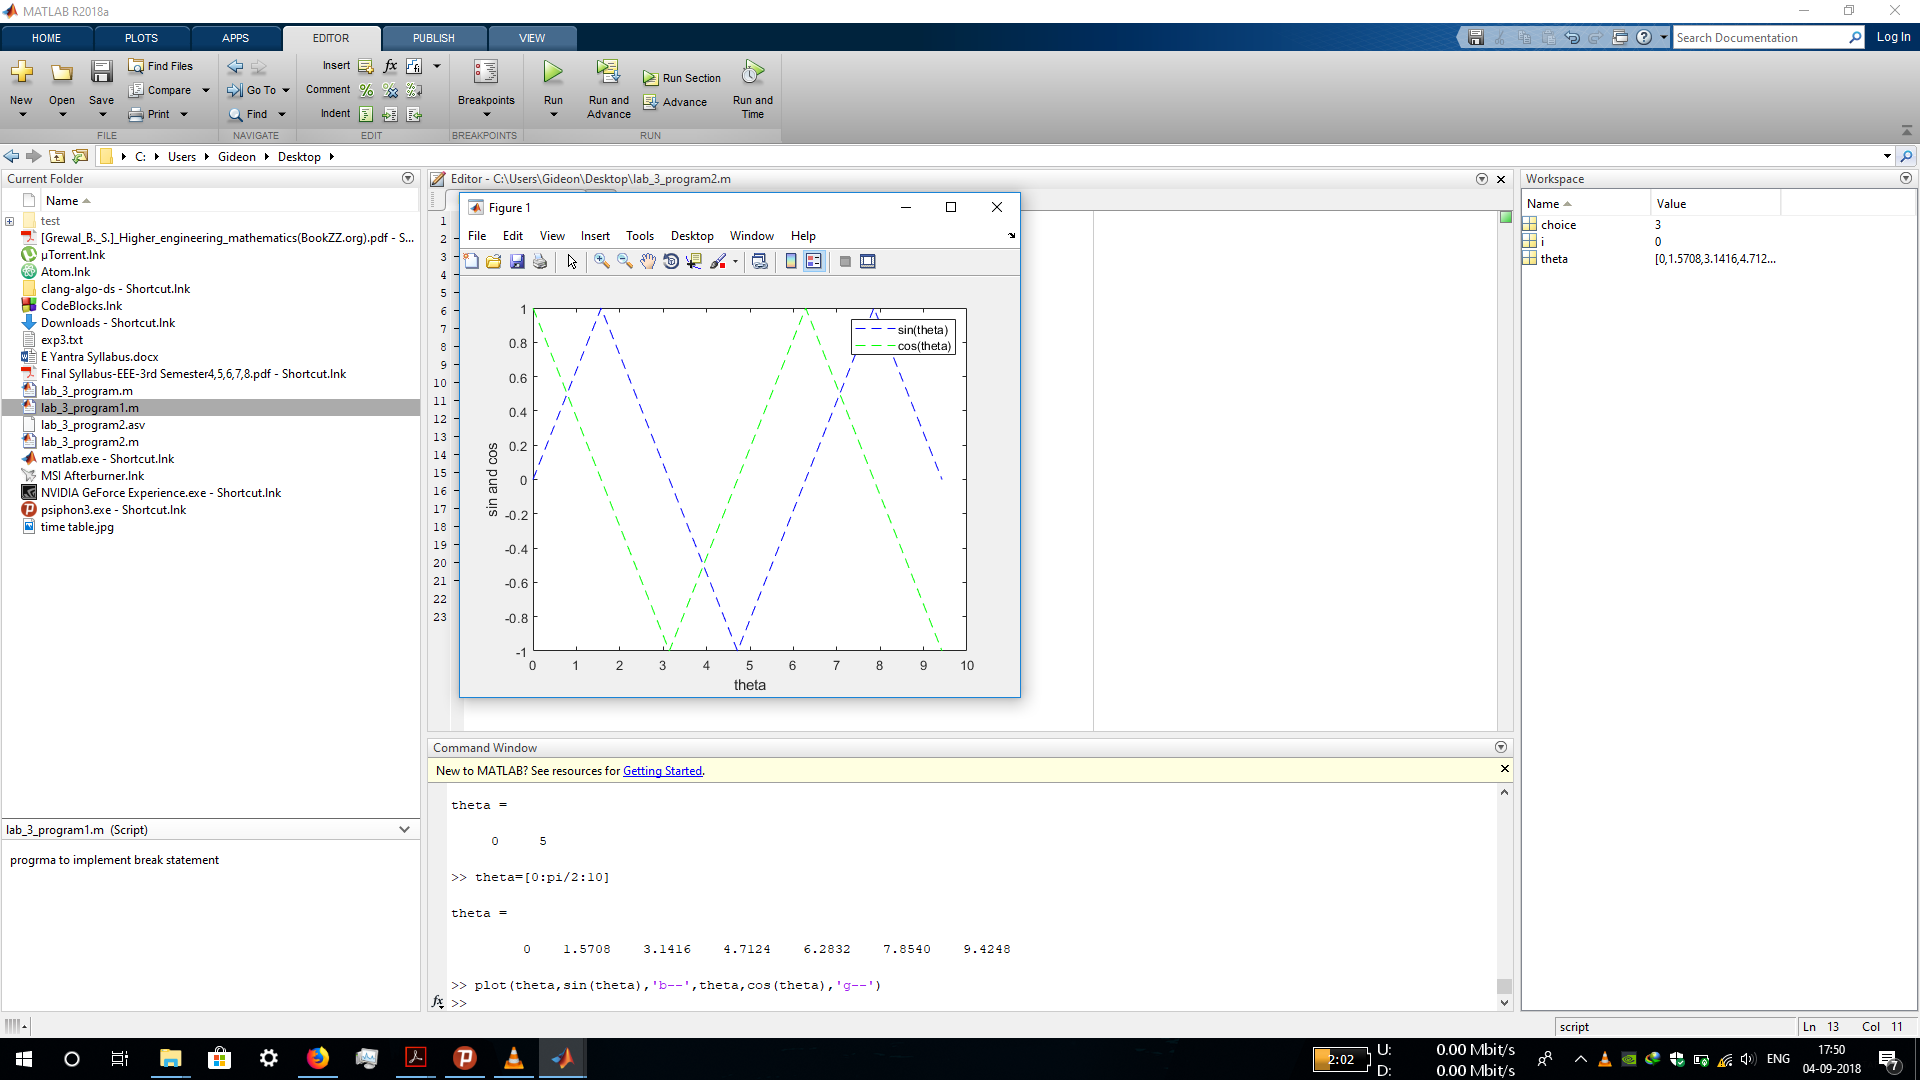 MATLAB R2018a
HOME PLOTS APPS EDITOR PUBLISH VIEW
Search Documentation
Log In
New Open Save
Find Files
Compare
Print
FILE
Go To
Find
NAVIGATE
Insert
Comment
Indent
EDIT
Breakpoints
BREAKPOINTS
Run
Run and
Advance
Run Section
Advance
Run and
Time
RUN
C: Users Gideon Desktop
Current Folder
Name
test
[Grewal_B._S.]_Higher_engineering_mathematics(BookZZ.org).pdf - S...
µTorrent.lnk
Atom.lnk
clang-algo-ds - Shortcut.lnk
CodeBlocks.lnk
Downloads - Shortcut.lnk
exp3.txt
E Yantra Syllabus.docx
Final Syllabus-EEE-3rd Semester4,5,6,7,8.pdf - Shortcut.lnk
lab_3_program.m
lab_3_program1.m
lab_3_program2.asv
lab_3_program2.m
matlab.exe - Shortcut.lnk
MSI Afterburner.lnk
NVIDIA GeForce Experience.exe - Shortcut.lnk
psiphon3.exe - Shortcut.lnk
time table.jpg
lab_3_program1.m (Script)
progrma to implement break statement
Editor - C:\Users\Gideon\Desktop\lab_3_program2.m
1
2
3
4
5
6
7
8
9
10
11
12
13
14
15
16
17
18
19
20
21
22
23
Figure 1
File Edit View Insert Tools Desktop Window Help
sin(theta)
cos(theta)
1
0.8
0.6
0.4
0.2
0
-0.2
-0.4
-0.6
-0.8
-1
sin and cos
0 1 2 3 4 5 6 7 8 9 10
theta
Command Window
New to MATLAB? See resources for Getting Started.
theta =
0 5
>> theta=[0:pi/2:10]
theta =
0 1.5708 3.1416 4.7124 6.2832 7.8540 9.4248
>> plot(theta,sin(theta),'b--',theta,cos(theta),'g--')
fx >>
Workspace
Name Value
choice 3
i 0
theta [0,1.5708,3.1416,4.712...
script
Ln 13 Col 11
2:02
U: 0.00 Mbit/s
D: 0.00 Mbit/s
ENG
17:50
04-09-2018
7